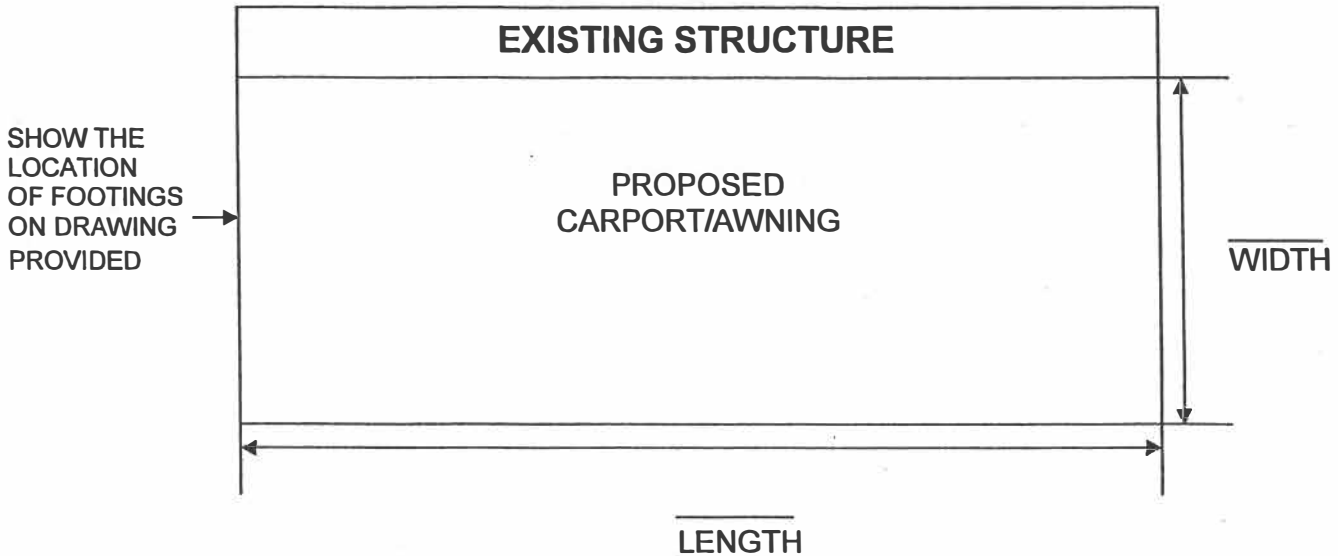 EXISTING STRUCTURE
SHOW THE
LOCATION
OF FOOTINGS
ON DRAWING
PROVIDED
PROPOSED
CARPORT/AWNING
WIDTH
LENGTH